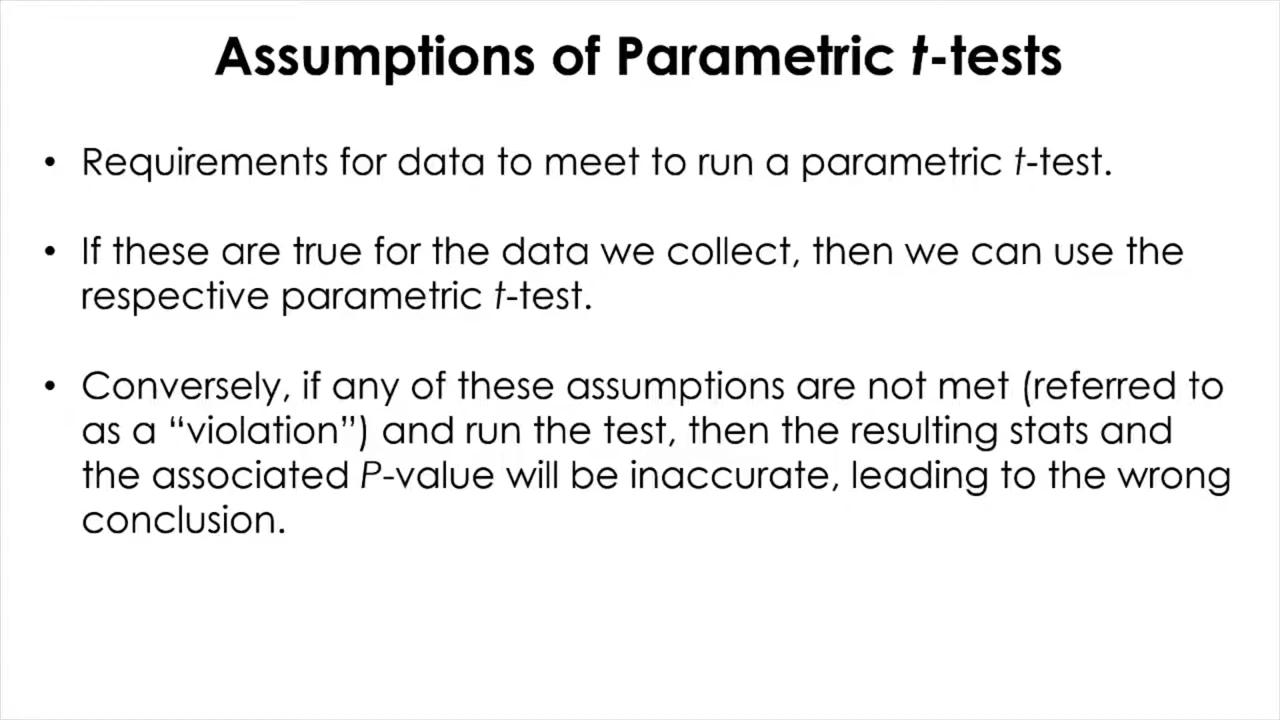 Assumptions of Parametric t-tests
• Requirements for data to meet to run a parametric t-test.
• If these are true for the data we collect, then we can use the
respective parametric t-test.
• Conversely, if any of these assumptions are not met (referred to
as a “violation”) and run the test, then the resulting stats and
the associated P-value will be inaccurate, leading to the wrong
conclusion.